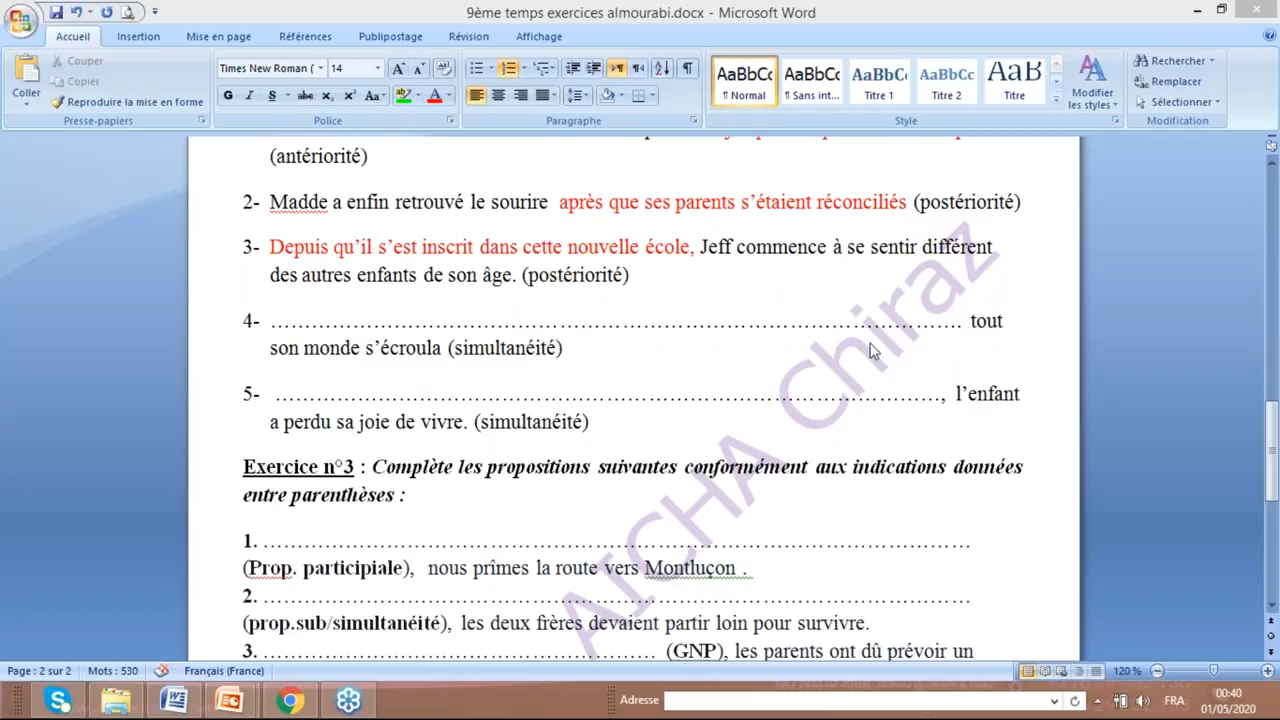 9ème temps exercices almourabi.docx - Microsoft Word
Accueil Insertion Mise en page Références Publipostage Révision Affichage
Couper
Copier
Reproduire la mise en forme
Coller
Times New Roman ( 14
G I S abc x₂ x² Aa
AaBbCc AaBbCc AaBbCc AaBbCc AaB
¶ Normal ¶ Sans int... Titre 1 Titre 2 Titre
Modifier les styles
Rechercher
Remplacer
Sélectionner
Presse-papiers Police Paragraphe Style Modification
(antériorité)
2- Madde a enfin retrouvé le sourire après que ses parents s’étaient réconciliés (postériorité)
3- Depuis qu’il s’est inscrit dans cette nouvelle école, Jeff commence à se sentir différent
des autres enfants de son âge. (postériorité)
4- ………………………………………………………………………………………. tout
son monde s’écroula (simultanéité)
5- ……………………………………………………………………………………, l’enfant
a perdu sa joie de vivre. (simultanéité)
Exercice n°3 : Complète les propositions suivantes conformément aux indications données
entre parenthèses :
1. …………………………………………………………………………………………
(Prop. participiale), nous prîmes la route vers Montluçon .
2. …………………………………………………………………………………………
(prop.sub/simultanéité), les deux frères devaient partir loin pour survivre.
3. ………………………………………………… (GNP), les parents ont dû prévoir un
AICHA Chiraz
Page : 2 sur 2 Mots : 530 Français (France) 120 %
Adresse FRA 00:40
01/05/2020